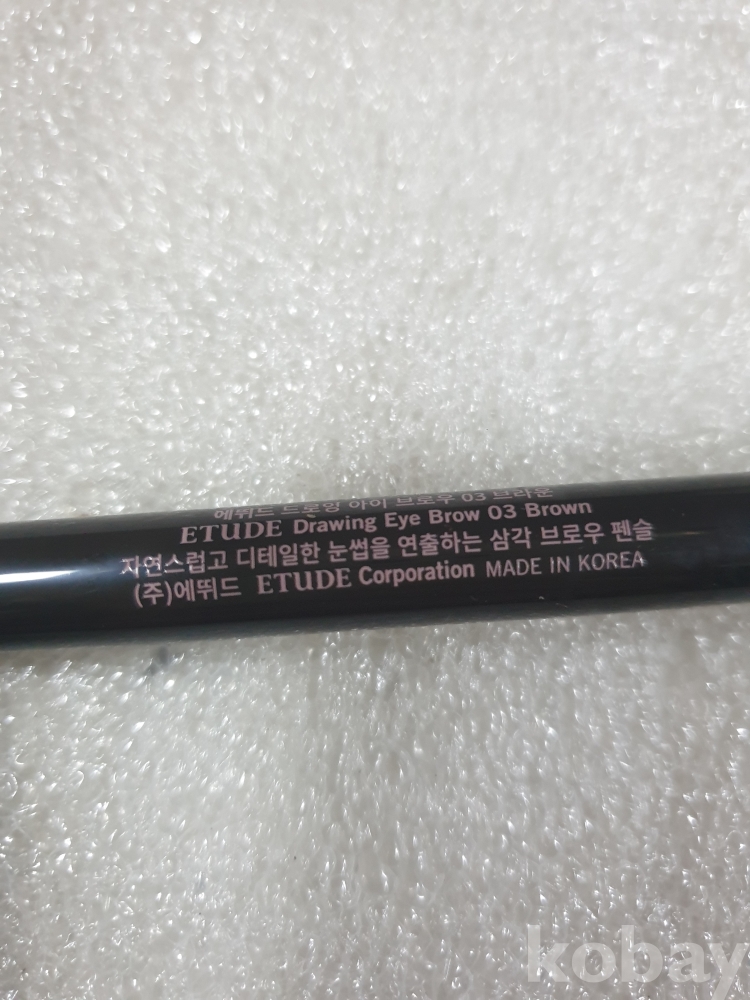 에뛰드 드로잉 아이 브로우 03 브라운
ETUDE Drawing Eye Brow 03 Brown
자연스럽고 디테일한 눈썹을 연출하는 삼각 브로우 펜슬
(주)에뛰드 ETUDE Corporation MADE IN KOREA
kobay